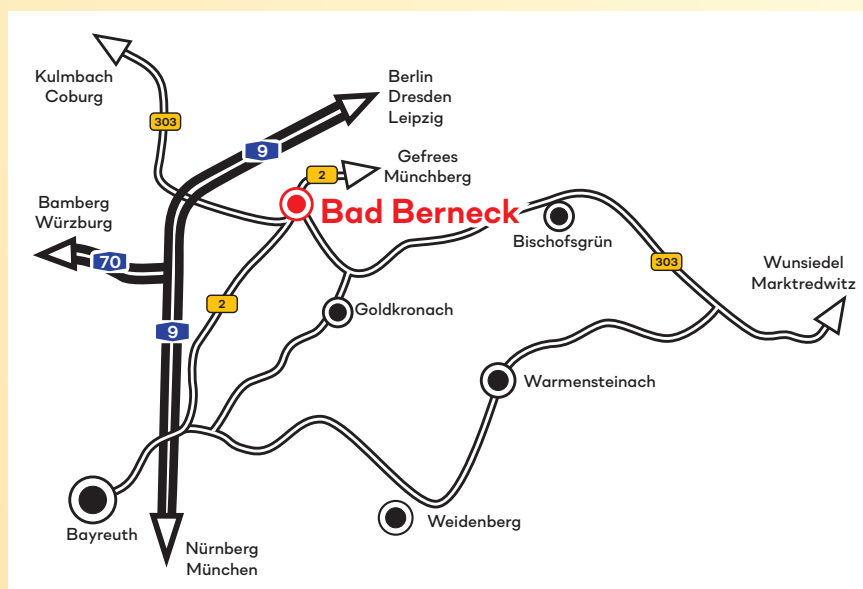 Kulmbach
Coburg
Berlin
Dresden
Leipzig
303
9
Gefrees
Münchberg
2
Bamberg
Würzburg
Bad Berneck
Bischofsgrün
70
303
Wunsiedel
Marktredwitz
2
Goldkronach
9
Warmensteinach
Weidenberg
Bayreuth
Nürnberg
München